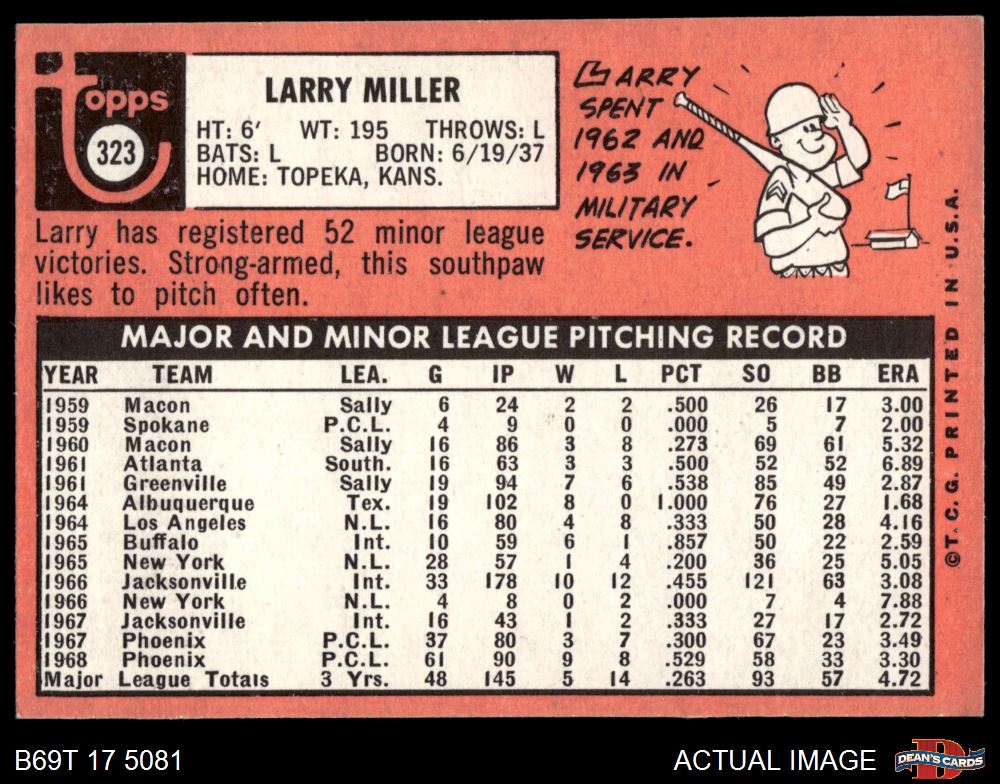 Topps
323
LARRY MILLER
HT: 6' WT: 195 THROWS: L
BATS: L BORN: 6/19/37
HOME: TOPEKA, KANS.
Larry has registered 52 minor league
victories. Strong-armed, this southpaw
likes to pitch often.
LARRY
SPENT
1962 AND
1963 IN
MILITARY
SERVICE.
MAJOR AND MINOR LEAGUE PITCHING RECORD
YEAR TEAM LEA. G IP W L PCT SO BB ERA
1959 Macon Sally 6 24 2 2 .500 26 17 3.00
1959 Spokane P.C.L. 4 9 0 0 .000 5 7 2.00
1960 Macon Sally 16 86 3 8 .273 69 61 5.32
1961 Atlanta South. 16 63 3 3 .500 52 52 6.89
1961 Greenville Sally 19 94 7 6 .538 85 49 2.87
1964 Albuquerque Tex. 19 102 8 0 1.000 76 27 1.68
1964 Los Angeles N.L. 16 80 4 8 .333 50 28 4.16
1965 Buffalo Int. 10 59 6 1 .857 50 22 2.59
1965 New York N.L. 28 57 1 4 .200 36 25 5.05
1966 Jacksonville Int. 33 178 10 12 .455 121 63 3.08
1966 New York N.L. 4 8 0 2 .000 7 4 7.88
1967 Jacksonville Int. 16 43 1 2 .333 27 17 2.72
1967 Phoenix P.C.L. 37 80 3 7 .300 67 23 3.49
1968 Phoenix P.C.L. 61 90 9 8 .529 58 33 3.30
Major League Totals 3 Yrs. 48 145 5 14 .263 93 57 4.72
©T.C.G. PRINTED IN U.S.A.
B69T 17 5081
ACTUAL IMAGE
DEAN'S CARDS